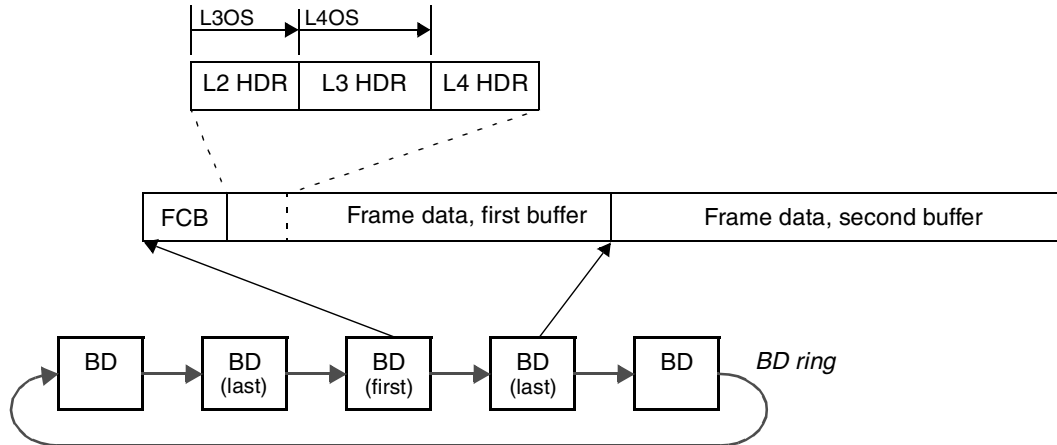 L3OS L4OS
L2 HDR L3 HDR L4 HDR
FCB Frame data, first buffer Frame data, second buffer
BD BD BD BD BD BD ring
(last) (first) (last)